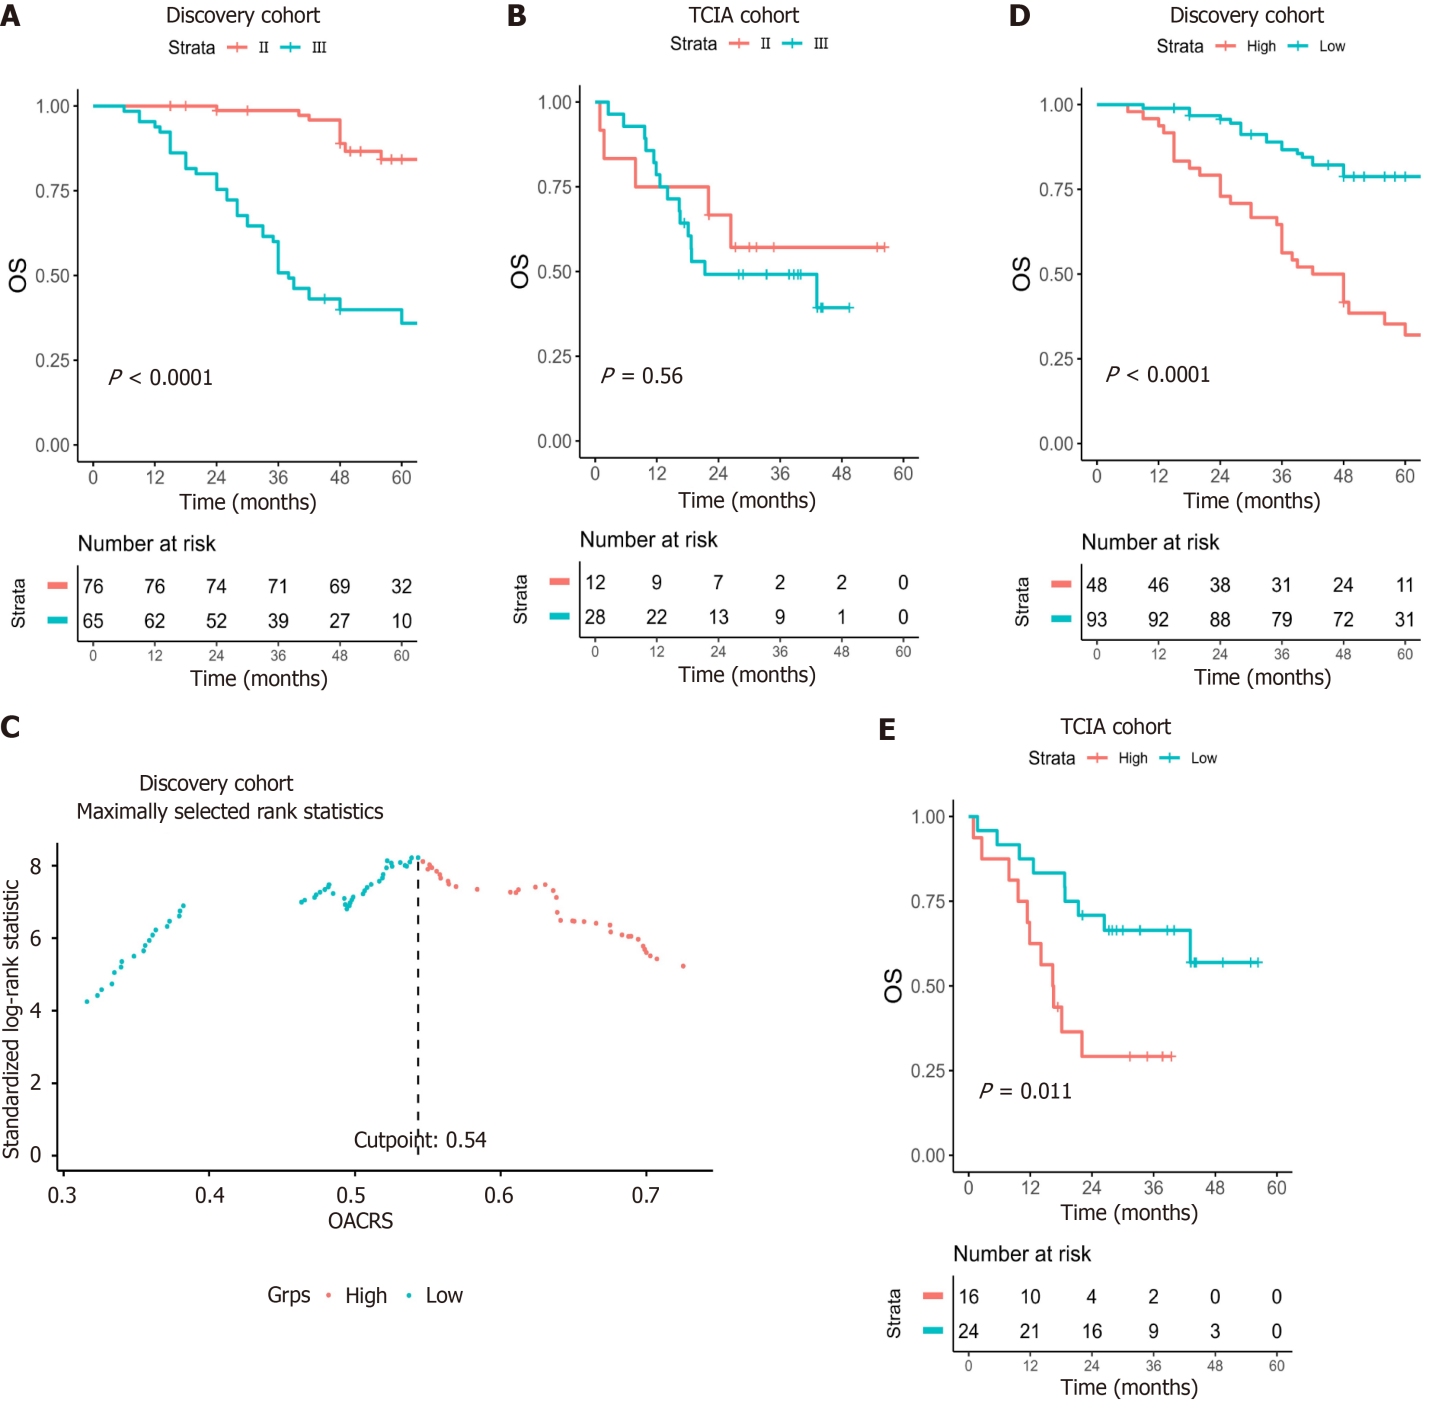 A
Discovery cohort
Strata II III
1.00
0.75
0.50
0.25
0.00
OS
P < 0.0001
0 12 24 36 48 60
Time (months)
Number at risk
Strata
76 76 74 71 69 32
65 62 52 39 27 10
0 12 24 36 48 60
Time (months)
B
TCIA cohort
Strata II III
1.00
0.75
0.50
0.25
0.00
OS
P = 0.56
0 12 24 36 48 60
Time (months)
Number at risk
Strata
12 9 7 2 2 0
28 22 13 9 1 0
0 12 24 36 48 60
Time (months)
D
Discovery cohort
Strata High Low
1.00
0.75
0.50
0.25
0.00
OS
P < 0.0001
0 12 24 36 48 60
Time (months)
Number at risk
Strata
48 46 38 31 24 11
93 92 88 79 72 31
0 12 24 36 48 60
Time (months)
C
Discovery cohort
Maximally selected rank statistics
Standardized log-rank statistic
8
6
4
2
0
Cutpoint: 0.54
0.3 0.4 0.5 0.6 0.7
OACRS
Grps High Low
E
TCIA cohort
Strata High Low
1.00
0.75
0.50
0.25
0.00
OS
P = 0.011
0 12 24 36 48 60
Time (months)
Number at risk
Strata
16 10 4 2 0 0
24 21 16 9 3 0
0 12 24 36 48 60
Time (months)